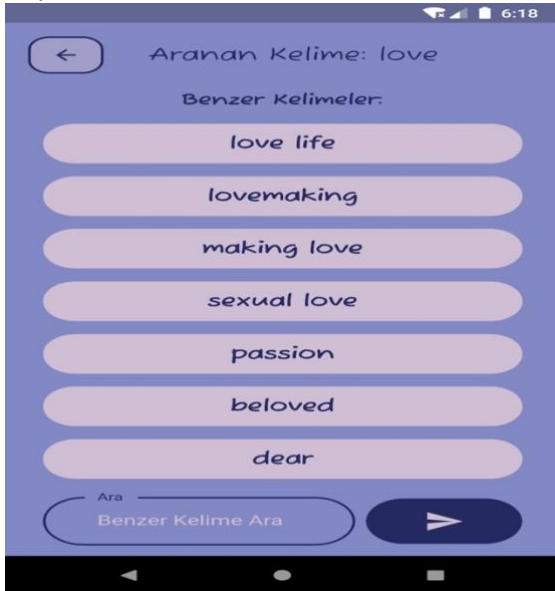 6:18
Aranan Kelime: love
Benzer Kelimeler:
love life
lovemaking
making love
sexual love
passion
beloved
dear
Ara
Benzer Kelime Ara